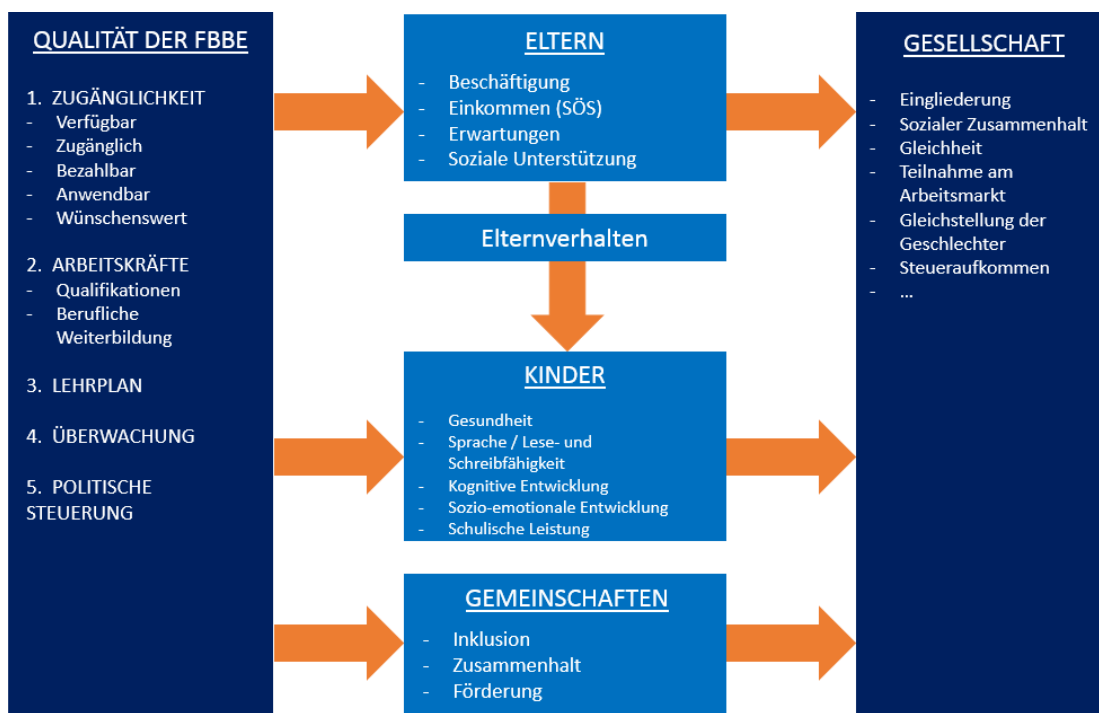 QUALITÄT DER FBBE
1. ZUGÄNGLICHKEIT
- Verfügbar
- Zugänglich
- Bezahlbar
- Anwendbar
- Wünschenswert
2. ARBEITSKRÄFTE
- Qualifikationen
- Berufliche
Weiterbildung
3. LEHRPLAN
4. ÜBERWACHUNG
5. POLITISCHE
STEUERUNG
ELTERN
- Beschäftigung
- Einkommen (SÖS)
- Erwartungen
- Soziale Unterstützung
Elternverhalten
KINDER
- Gesundheit
- Sprache / Lese- und
Schreibfähigkeit
- Kognitive Entwicklung
- Sozio-emotionale Entwicklung
- Schulische Leistung
GEMEINSCHAFTEN
- Inklusion
- Zusammenhalt
- Förderung
GESELLSCHAFT
- Eingliederung
- Sozialer Zusammenhalt
- Gleichheit
- Teilnahme am
Arbeitsmarkt
- Gleichstellung der
Geschlechter
- Steueraufkommen
- ...